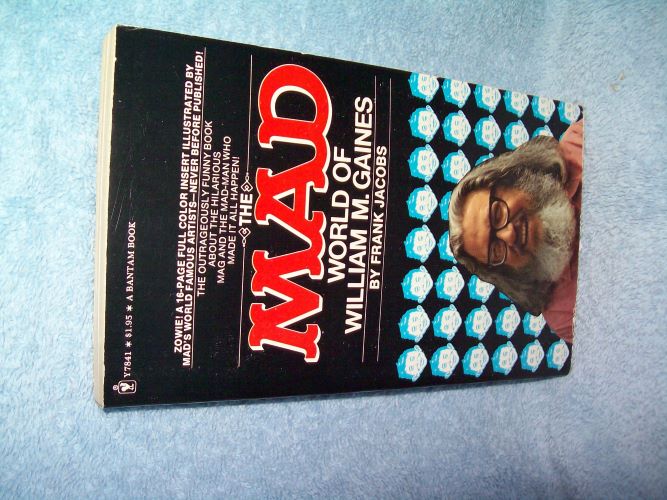 Y7841 * $1.95 * A BANTAM BOOK
ZOWIE! A 16-PAGE FULL COLOR INSERT ILLUSTRATED BY
MAD'S WORLD FAMOUS ARTISTS—NEVER BEFORE PUBLISHED!
THE OUTRAGEOUSLY FUNNY BOOK
ABOUT THE HILARIOUS
MAG AND THE MAD-MAN WHO
MADE IT ALL HAPPEN!
THE
MAD
WORLD OF
WILLIAM M. GAINES
BY FRANK JACOBS